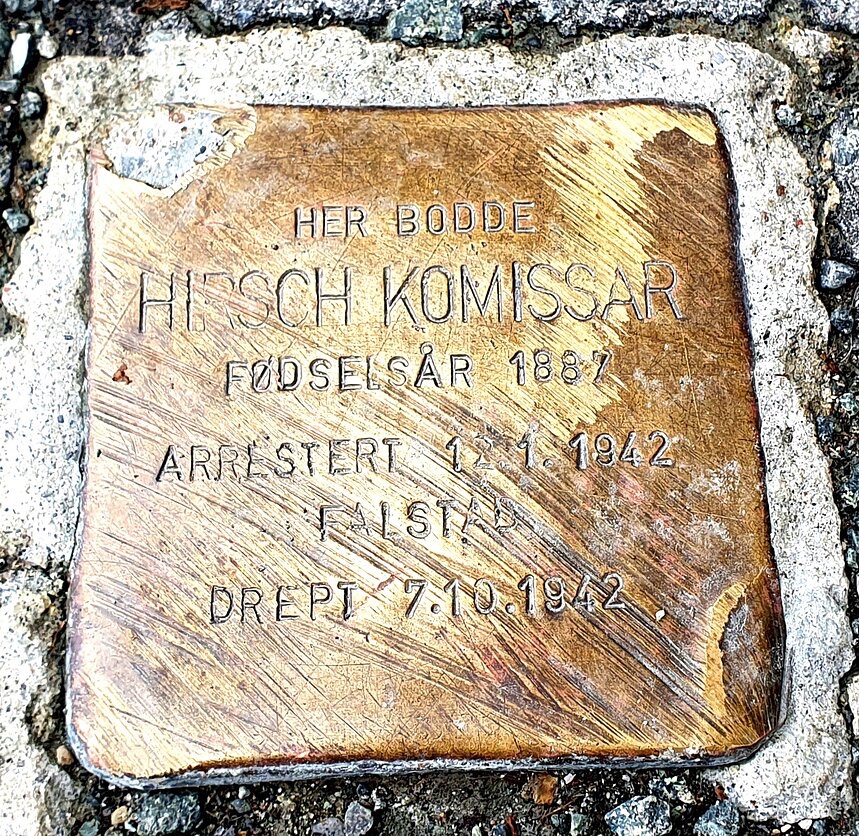 HER BODDE
HIRSCH KOMISSAR
FØDSELSÅR 1887
ARRESTERT 12.1.1942
FALSTAD
DREPT 7.10.1942